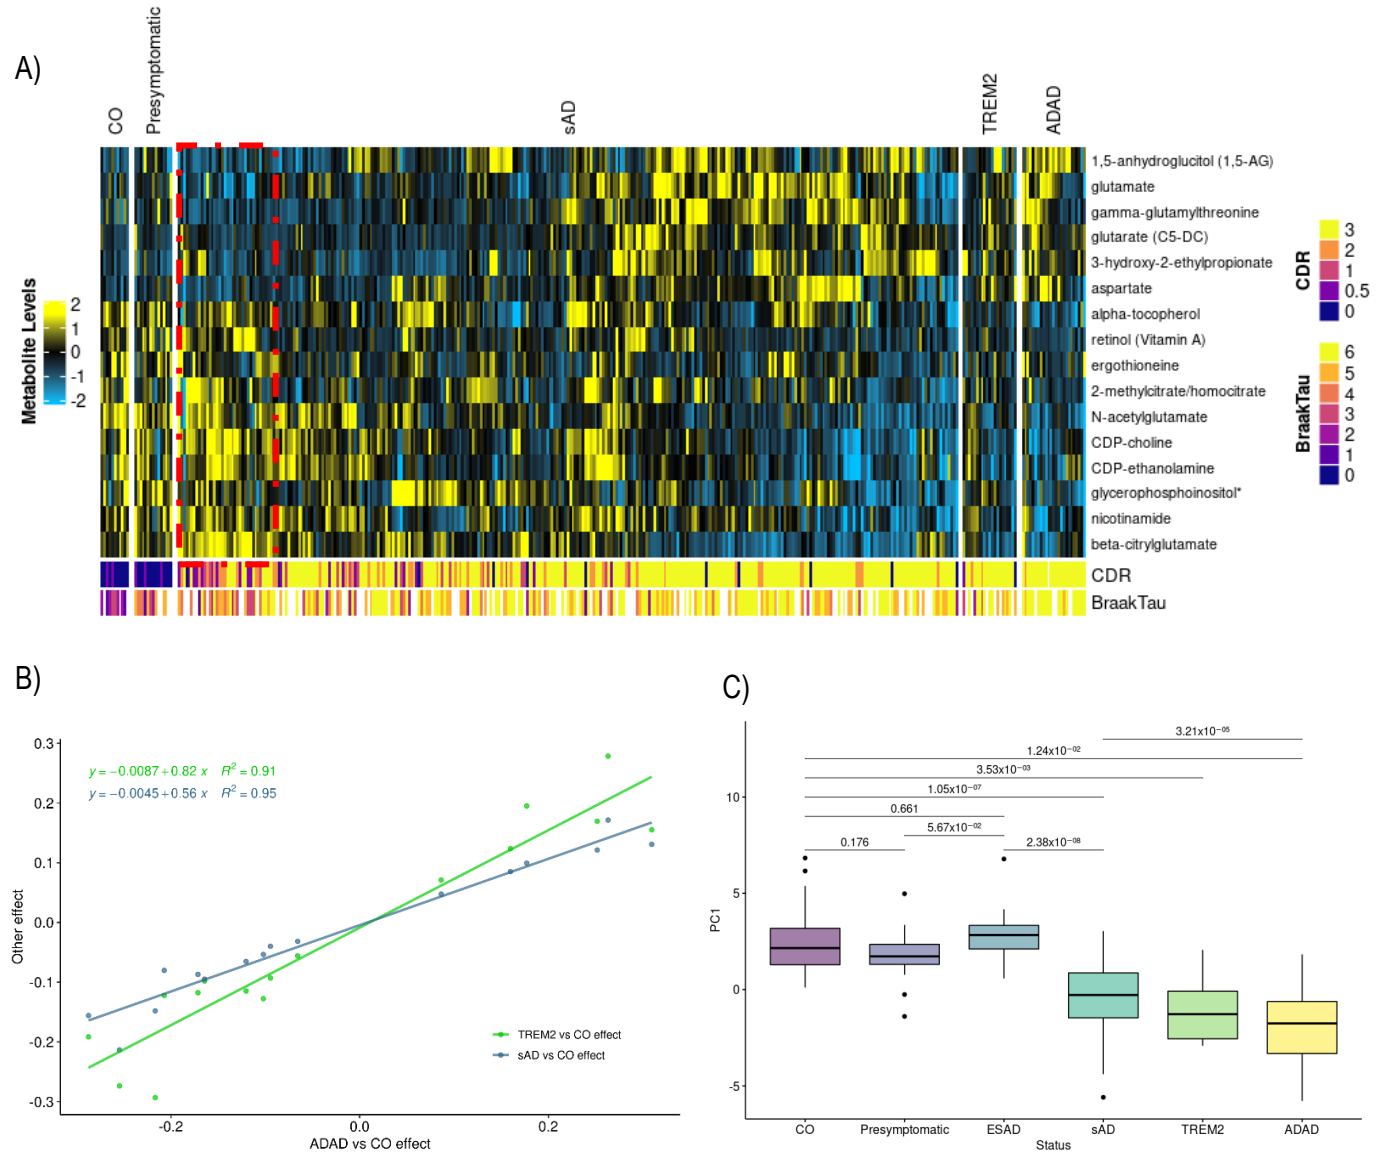 A)
CO
Presymptomatic
sAD
TREM2
ADAD
Metabolite Levels
2
1
0
-1
-2
1,5-anhydroglucitol (1,5-AG)
glutamate
gamma-glutamylthreonine
glutarate (C5-DC)
3-hydroxy-2-ethylpropionate
aspartate
alpha-tocopherol
retinol (Vitamin A)
ergothioneine
2-methylcitrate/homocitrate
N-acetylglutamate
CDP-choline
CDP-ethanolamine
glycerophosphoinositol*
nicotinamide
beta-citrylglutamate
CDR
BraakTau
CDR
3
2
1
0.5
0
BraakTau
6
5
4
3
2
1
0
B)
y = −0.0087 + 0.82 x R² = 0.91
y = −0.0045 + 0.56 x R² = 0.95
Other effect
0.3
0.2
0.1
0.0
-0.1
-0.2
-0.3
TREM2 vs CO effect
sAD vs CO effect
-0.2
0.0
0.2
ADAD vs CO effect
C)
3.21x10⁻⁰⁵
1.24x10⁻⁰²
3.53x10⁻⁰³
1.05x10⁻⁰⁷
0.661
5.67x10⁻⁰²
0.176
2.38x10⁻⁰⁸
PC1
10
5
0
-5
CO
Presymptomatic
ESAD
sAD
TREM2
ADAD
Status